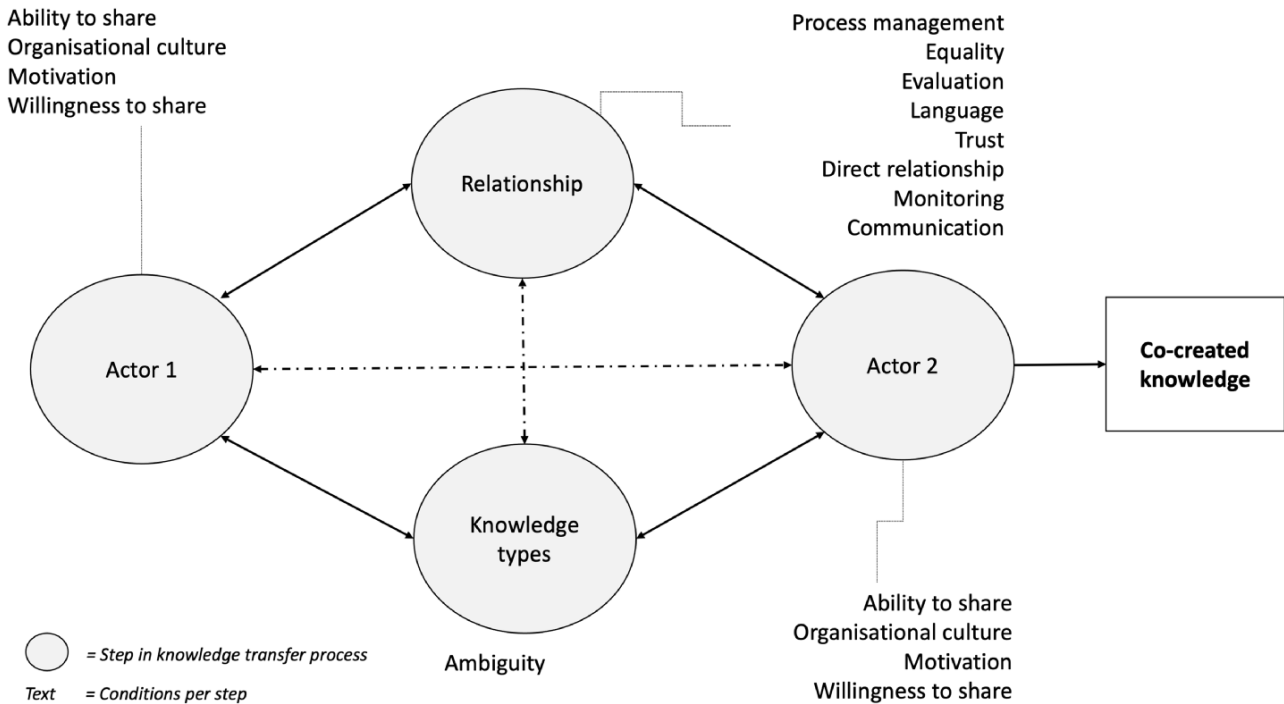 Ability to share
Organisational culture
Motivation
Willingness to share
Process management
Equality
Evaluation
Language
Trust
Direct relationship
Monitoring
Communication
Relationship
Actor 1
Actor 2
Co-created
knowledge
Knowledge
types
Ambiguity
Ability to share
Organisational culture
Motivation
Willingness to share
= Step in knowledge transfer process
Text = Conditions per step